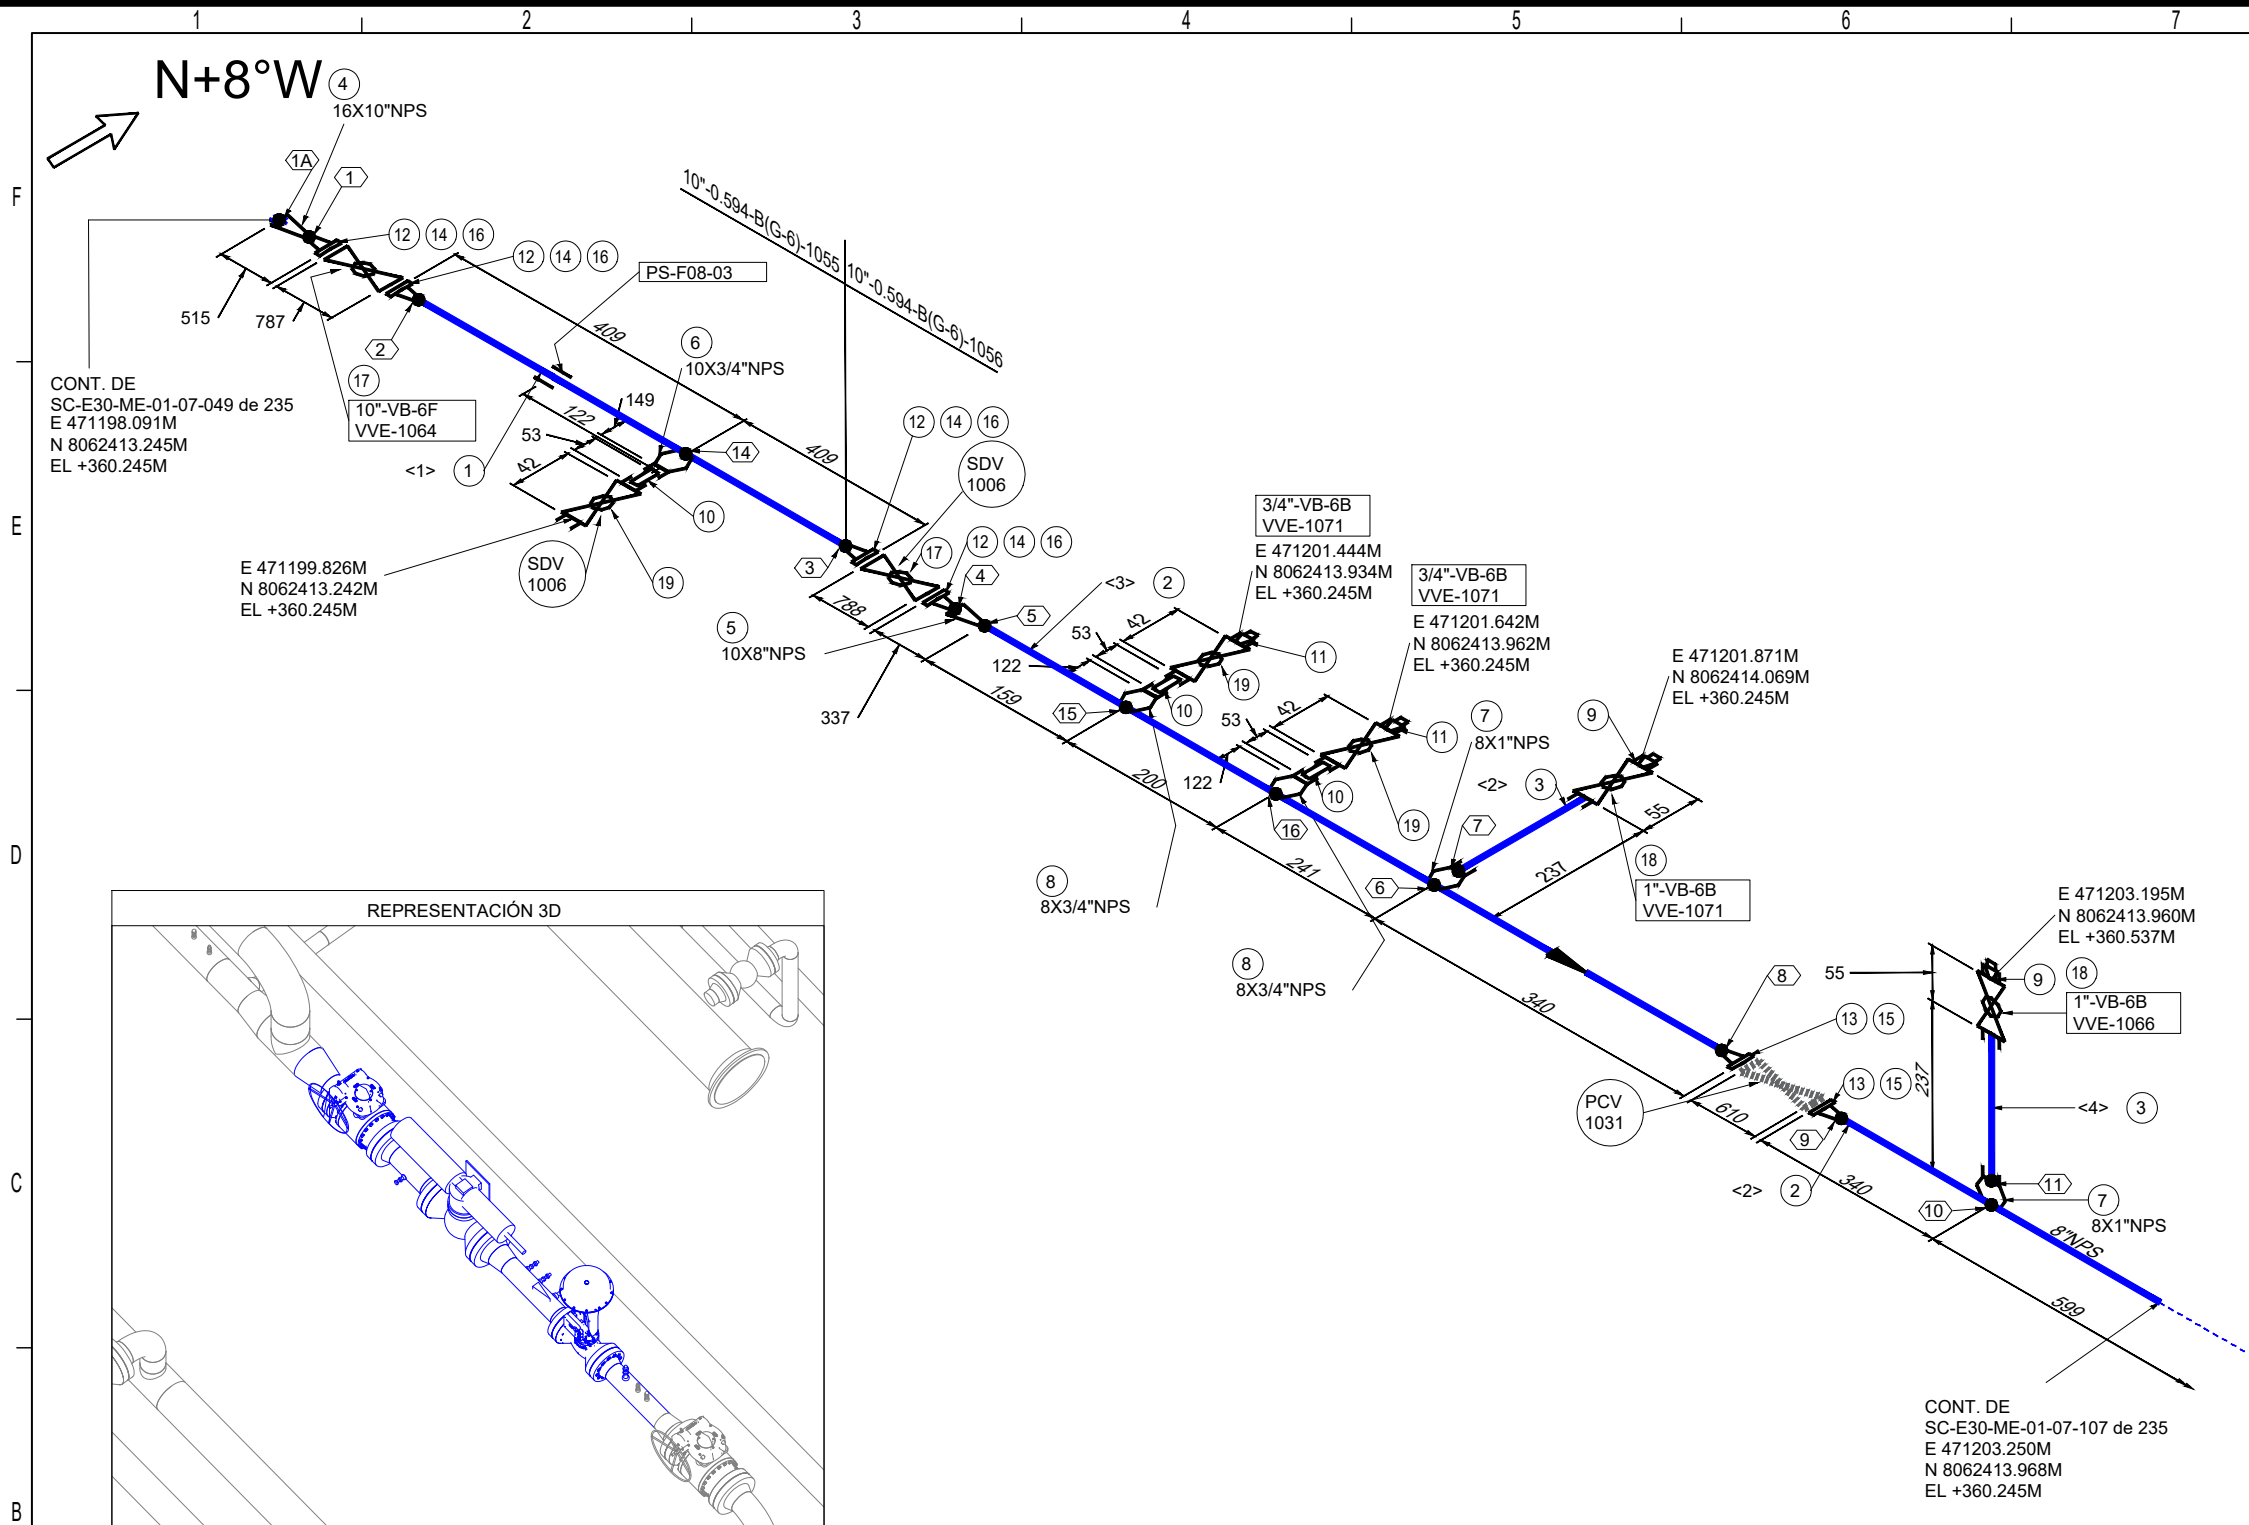 1 2 3 4 5 6 7
F
E
D
C
B
N+8°W
4
16X10"NPS
1A
1
12 14 16
12 14 16
PS-F08-03
10"-0.594-B(G-6)-1055
10"-0.594-B(G-6)-1056
515
787
2
409
6
10X3/4"NPS
CONT. DE
SC-E30-ME-01-07-049 de 235
E 471198.091M
N 8062413.245M
EL +360.245M
17
10"-VB-6F
VVE-1064
<1> 1
122
149
53
42
14
409
12 14 16
SDV
1006
10
E 471199.826M
N 8062413.242M
EL +360.245M
SDV
1006
19
3
17
12 14 16
4
788
5
5
10X8"NPS
337
159
<3> 2
3/4"-VB-6B
VVE-1071
E 471201.444M
N 8062413.934M
EL +360.245M
42
53
122
11
19
10
15
3/4"-VB-6B
VVE-1071
E 471201.642M
N 8062413.962M
EL +360.245M
200
42
53
122
11
10
19
16
7
8X1"NPS
E 471201.871M
N 8062414.069M
EL +360.245M
9
<2> 3
55
7
237
18
1"-VB-6B
VVE-1071
6
241
8
8X3/4"NPS
8
8X3/4"NPS
340
8
13 15
PCV
1031
610
13 15
9
<2> 2
340
E 471203.195M
N 8062413.960M
EL +360.537M
55
9 18
1"-VB-6B
VVE-1066
237
<4> 3
11
10
7
8X1"NPS
8"NPS
599
CONT. DE
SC-E30-ME-01-07-107 de 235
E 471203.250M
N 8062413.968M
EL +360.245M
REPRESENTACIÓN 3D